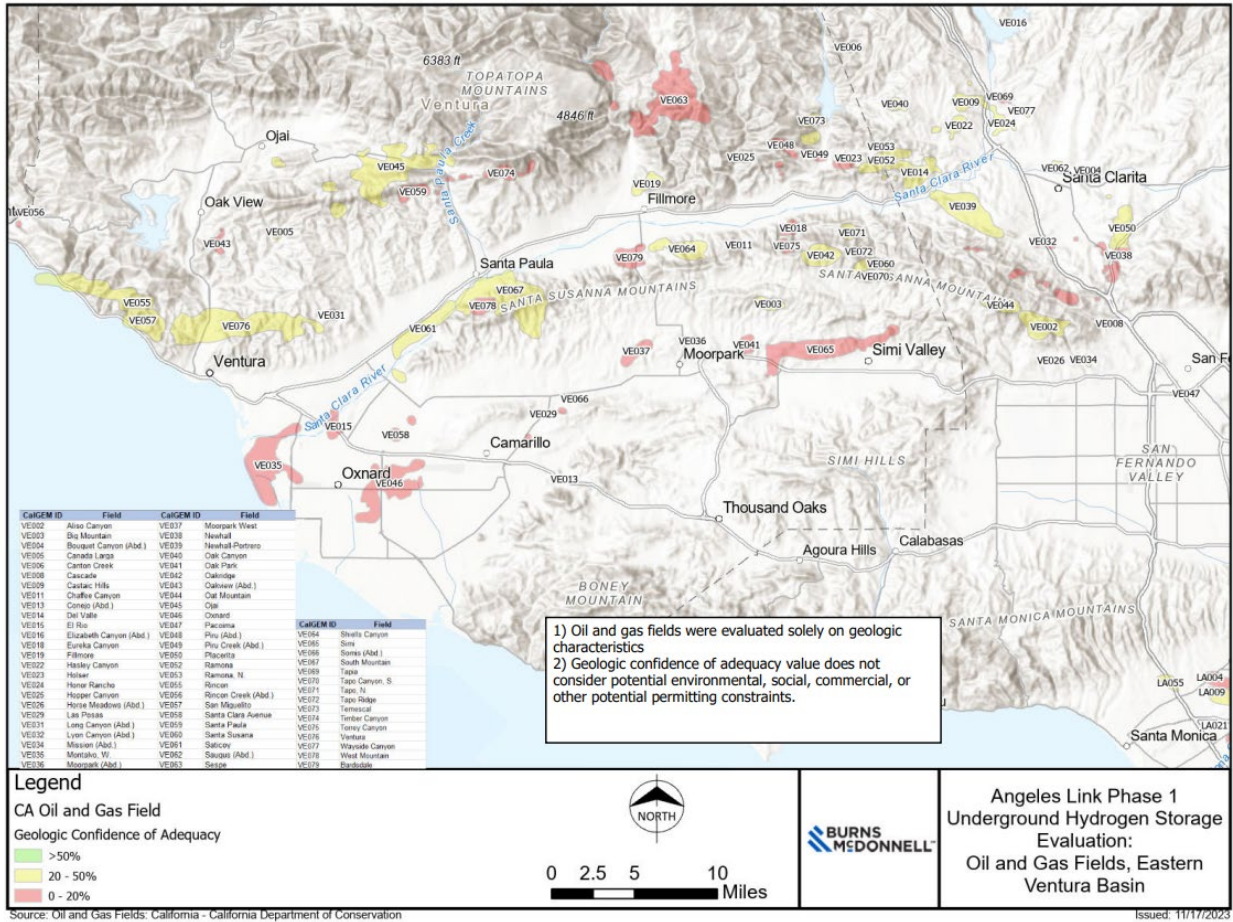 VE016
VE006
6383 ft
TOPATOPA
MOUNTAINS
Ventura
VE063
4846 ft
VE040
VE009
VE069
VE077
VE024
VE022
VE073
Ojai
Santa Paula Creek
VE045
VE074
VE059
VE048
VE025
VE049
VE023
VE053
VE052
VE014
Santa Clara River
VE062
VE004
Santa Clarita
VE019
Fillmore
VE039
VE056
Oak View
VE005
VE043
VE018
VE071
VE075
VE072
VE011
VE064
VE079
VE042
VE060
VE070
VE032
VE050
VE038
Santa Paula
VE067
VE078
SANTA SUSANNA MOUNTAINS
SANTA SUSANNA MOUNTAINS
VE003
VE044
VE002
VE008
VE055
VE057
VE076
VE031
VE061
Ventura
VE037
VE036
Moorpark
VE041
VE065
Simi Valley
VE026
VE034
San F
VE047
Santa Clara River
VE015
VE058
VE066
VE029
Camarillo
VE035
Oxnard
VE046
VE013
SIMI HILLS
SAN
FERNANDO
VALLEY
Thousand Oaks
Agoura Hills
Calabasas
BONEY
MOUNTAIN
SANTA MONICA MOUNTAINS
LA055
LA004
LA009
LA021
Santa Monica
CalGEM ID Field CalGEM ID Field
VE002 Aliso Canyon VE037 Moorpark West
VE003 Big Mountain VE038 Newhall
VE004 Bouquet Canyon (Abd.) VE039 Newhall-Portrero
VE005 Canada Larga VE040 Oak Canyon
VE006 Canton Creek VE041 Oak Park
VE008 Cascade VE042 Oakridge
VE009 Castaic Hills VE043 Oakview (Abd.)
VE011 Chaffee Canyon VE044 Oat Mountain
VE013 Conejo (Abd.) VE045 Ojai
VE014 Del Valle VE046 Oxnard
VE015 El Rio VE047 Pacoima
VE016 Elizabeth Canyon (Abd.) VE048 Piru (Abd.)
VE018 Eureka Canyon VE049 Piru Creek (Abd.)
VE019 Fillmore VE050 Placerita
VE022 Hasley Canyon VE052 Ramona
VE023 Holser VE053 Ramona, N.
VE024 Honor Rancho VE055 Rincon
VE025 Hopper Canyon VE056 Rincon Creek (Abd.)
VE026 Horse Meadows (Abd.) VE057 San Miguelito
VE029 Las Posas VE058 Santa Clara Avenue
VE031 Long Canyon (Abd.) VE059 Santa Paula
VE032 Lyon Canyon (Abd.) VE060 Santa Susana
VE034 Mission (Abd.) VE061 Saticoy
VE035 Montalvo, W. VE062 Saugus (Abd.)
VE036 Moorpark (Abd.) VE063 Sespe
CalGEM ID Field
VE064 Shiells Canyon
VE065 Simi
VE066 Somis (Abd.)
VE067 South Mountain
VE069 Tapia
VE070 Tapo Canyon, S.
VE071 Tapo, N.
VE072 Tapo Ridge
VE073 Temescal
VE074 Timber Canyon
VE075 Torrey Canyon
VE076 Ventura
VE077 Wayside Canyon
VE078 West Mountain
VE079 Bardsdale
1) Oil and gas fields were evaluated solely on geologic
characteristics
2) Geologic confidence of adequacy value does not
consider potential environmental, social, commercial, or
other potential permitting constraints.
Legend
CA Oil and Gas Field
Geologic Confidence of Adequacy
>50%
20 - 50%
0 - 20%
NORTH
0 2.5 5 10
Miles
BURNS
McDONNELL
Angeles Link Phase 1
Underground Hydrogen Storage
Evaluation:
Oil and Gas Fields, Eastern
Ventura Basin
Source: Oil and Gas Fields: California - California Department of Conservation
Issued: 11/17/2023